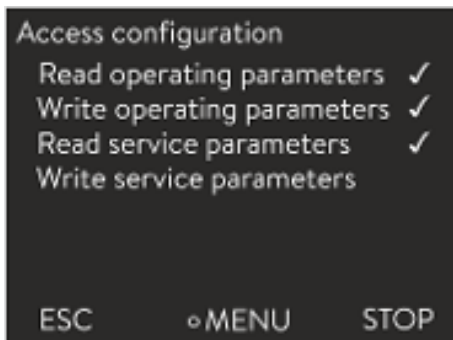 Access configuration
Read operating parameters ✓
Write operating parameters ✓
Read service parameters ✓
Write service parameters
ESC ∘MENU STOP